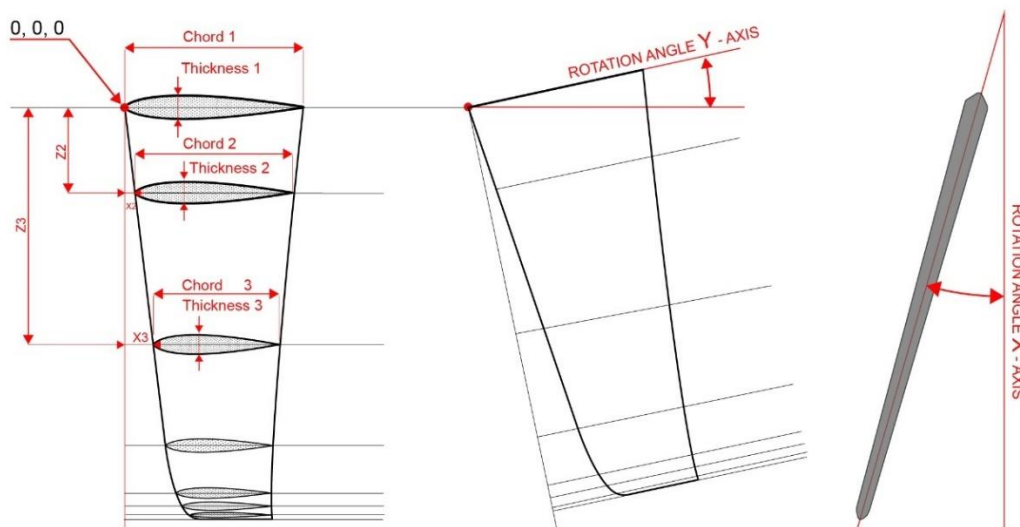 0, 0, 0
Chord 1
Thickness 1
Z2
Chord 2
Thickness 2
X2
Z3
Chord 3
Thickness 3
X3
ROTATION ANGLE Y - AXIS
ROTATION ANGLE X - AXIS